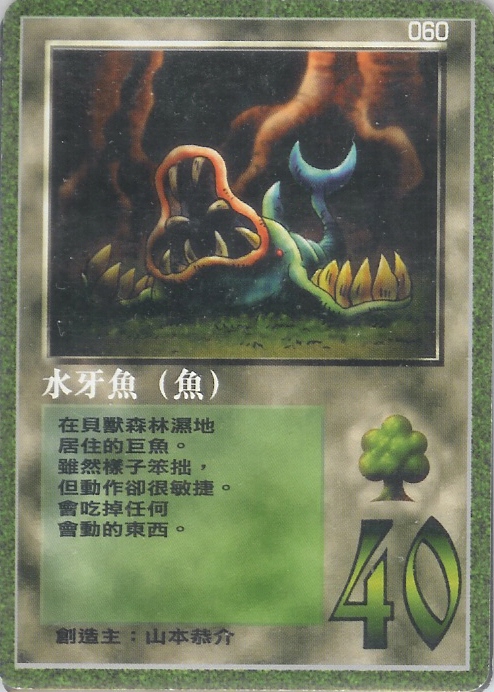 060
水牙魚（魚）
在貝獸森林濕地
居住的巨魚。
雖然樣子笨拙，
但動作卻很敏捷。
會吃掉任何
會動的東西。
40
創造主：山本恭介